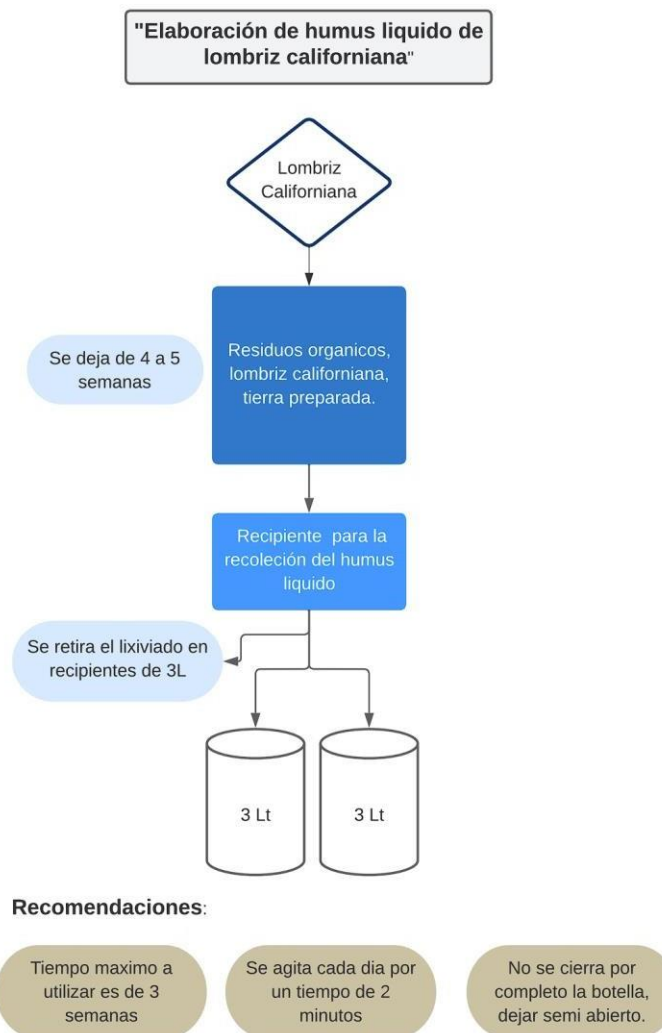 "Elaboración de humus liquido de
lombriz californiana"
Lombriz
Californiana
Se deja de 4 a 5
semanas
Residuos organicos,
lombriz californiana,
tierra preparada.
Recipiente para la
recoleción del humus
liquido
Se retira el lixiviado en
recipientes de 3L
3 Lt
3 Lt
Recomendaciones:
Tiempo maximo a
utilizar es de 3
semanas
Se agita cada dia por
un tiempo de 2
minutos
No se cierra por
completo la botella,
dejar semi abierto.